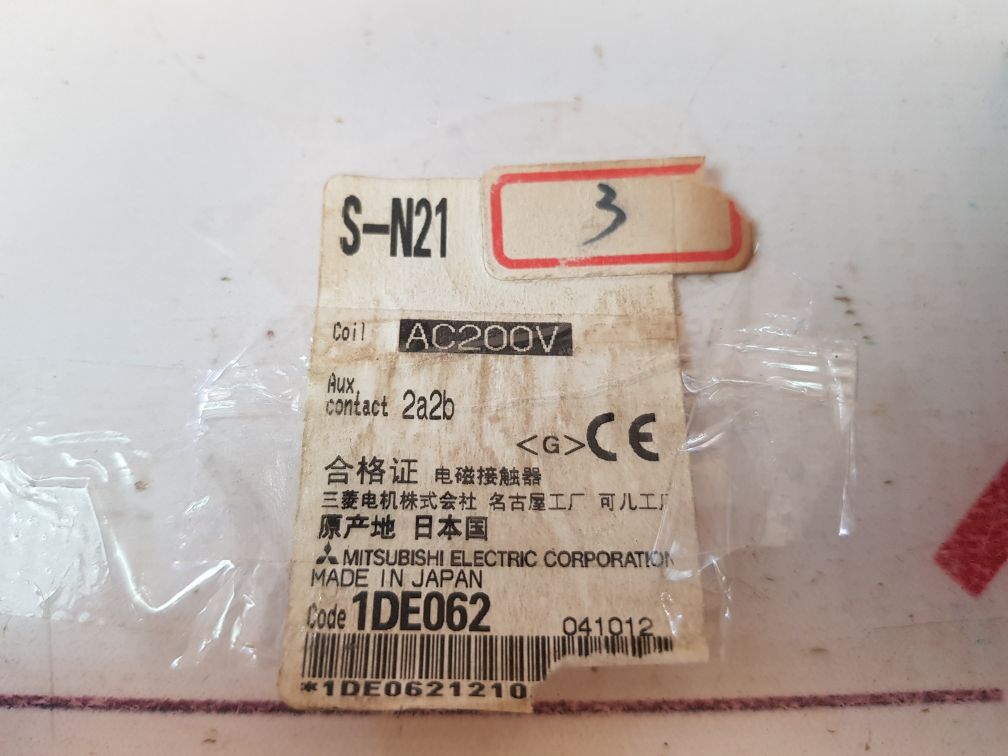 S-N21
3
Coil AC200V
Aux.
contact 2a2b
<G> CE
合格证 电磁接触器
三菱电机株式会社 名古屋工厂 可儿工厂
原产地 日本国
MITSUBISHI ELECTRIC CORPORATION
MADE IN JAPAN
Code 1DE062 041012
*1DE0621210